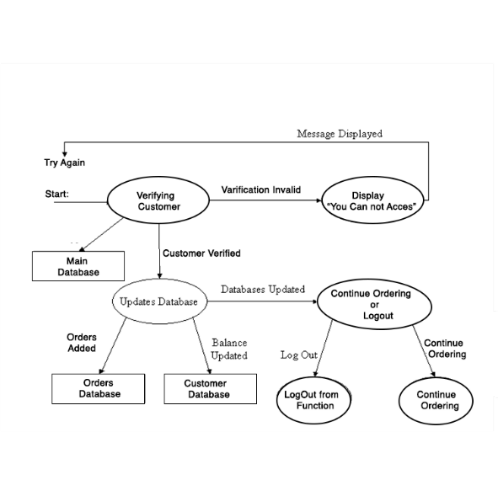 Message Displayed
Try Again
Start:
Verifying
Customer
Varification Invalid
Display
"You Can not Acces"
Main
Database
Customer Verified
Updates Database
Databases Updated
Continue Ordering
or
Logout
Orders
Added
Balance
Updated
Log Out
Continue
Ordering
Orders
Database
Customer
Database
LogOut from
Function
Continue
Ordering